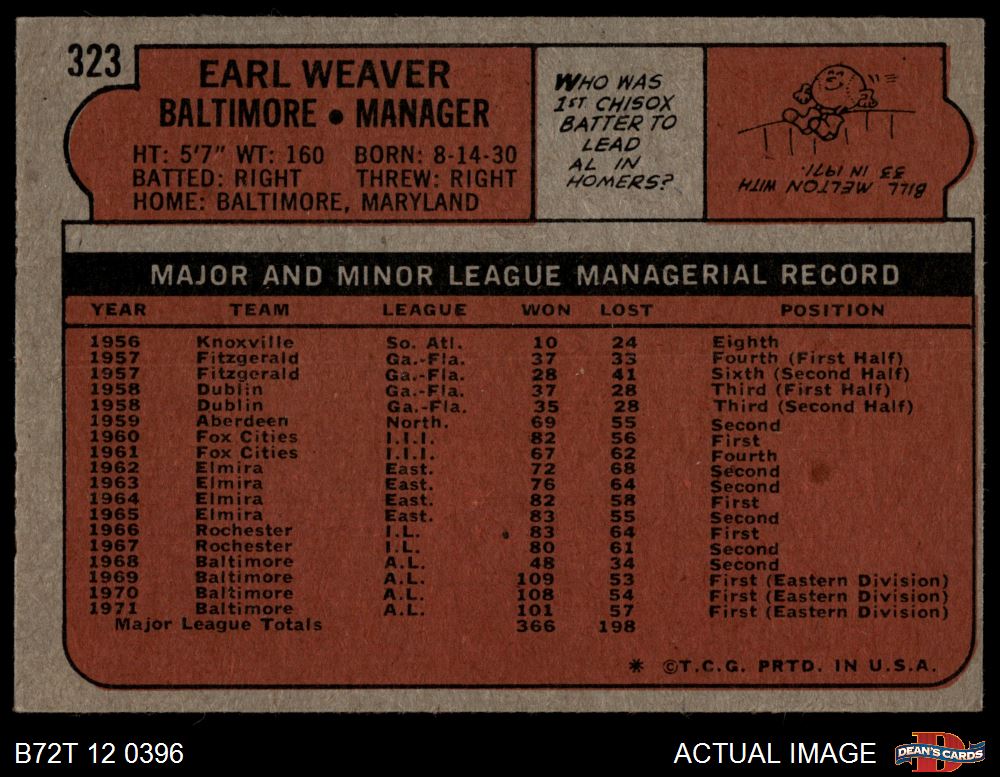 323
EARL WEAVER
BALTIMORE • MANAGER
HT: 5'7" WT: 160 BORN: 8-14-30
BATTED: RIGHT THREW: RIGHT
HOME: BALTIMORE, MARYLAND
WHO WAS
1ST CHISOX
BATTER TO
LEAD
AL IN
HOMERS?
BILL MELTON WITH
33 IN 1971.
MAJOR AND MINOR LEAGUE MANAGERIAL RECORD
YEAR TEAM LEAGUE WON LOST POSITION
1956 Knoxville So. Atl. 10 24 Eighth
1957 Fitzgerald Ga.-Fla. 37 33 Fourth (First Half)
1957 Fitzgerald Ga.-Fla. 28 41 Sixth (Second Half)
1958 Dublin Ga.-Fla. 37 28 Third (First Half)
1958 Dublin Ga.-Fla. 35 28 Third (Second Half)
1959 Aberdeen North. 69 55 Second
1960 Fox Cities I.I.I. 82 56 First
1961 Fox Cities I.I.I. 67 62 Fourth
1962 Elmira East. 72 68 Second
1963 Elmira East. 76 64 Second
1964 Elmira East. 82 58 First
1965 Elmira East. 83 55 Second
1966 Rochester I.L. 83 64 First
1967 Rochester I.L. 80 61 Second
1968 Baltimore A.L. 48 34 Second
1969 Baltimore A.L. 109 53 First (Eastern Division)
1970 Baltimore A.L. 108 54 First (Eastern Division)
1971 Baltimore A.L. 101 57 First (Eastern Division)
Major League Totals 366 198
* ©T.C.G. PRTD. IN U.S.A.
B72T 12 0396
ACTUAL IMAGE
D
DEAN'S CARDS